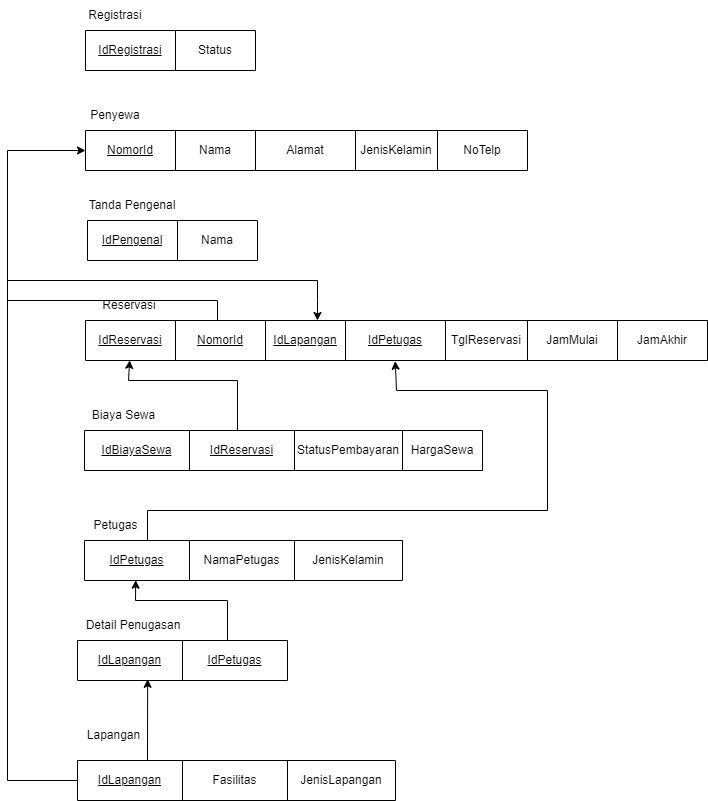 Registrasi
IdRegistrasi Status
Penyewa
NomorId Nama Alamat JenisKelamin NoTelp
Tanda Pengenal
IdPengenal Nama
Reservasi
IdReservasi NomorId IdLapangan IdPetugas TglReservasi JamMulai JamAkhir
Biaya Sewa
IdBiayaSewa IdReservasi StatusPembayaran HargaSewa
Petugas
IdPetugas NamaPetugas JenisKelamin
Detail Penugasan
IdLapangan IdPetugas
Lapangan
IdLapangan Fasilitas JenisLapangan